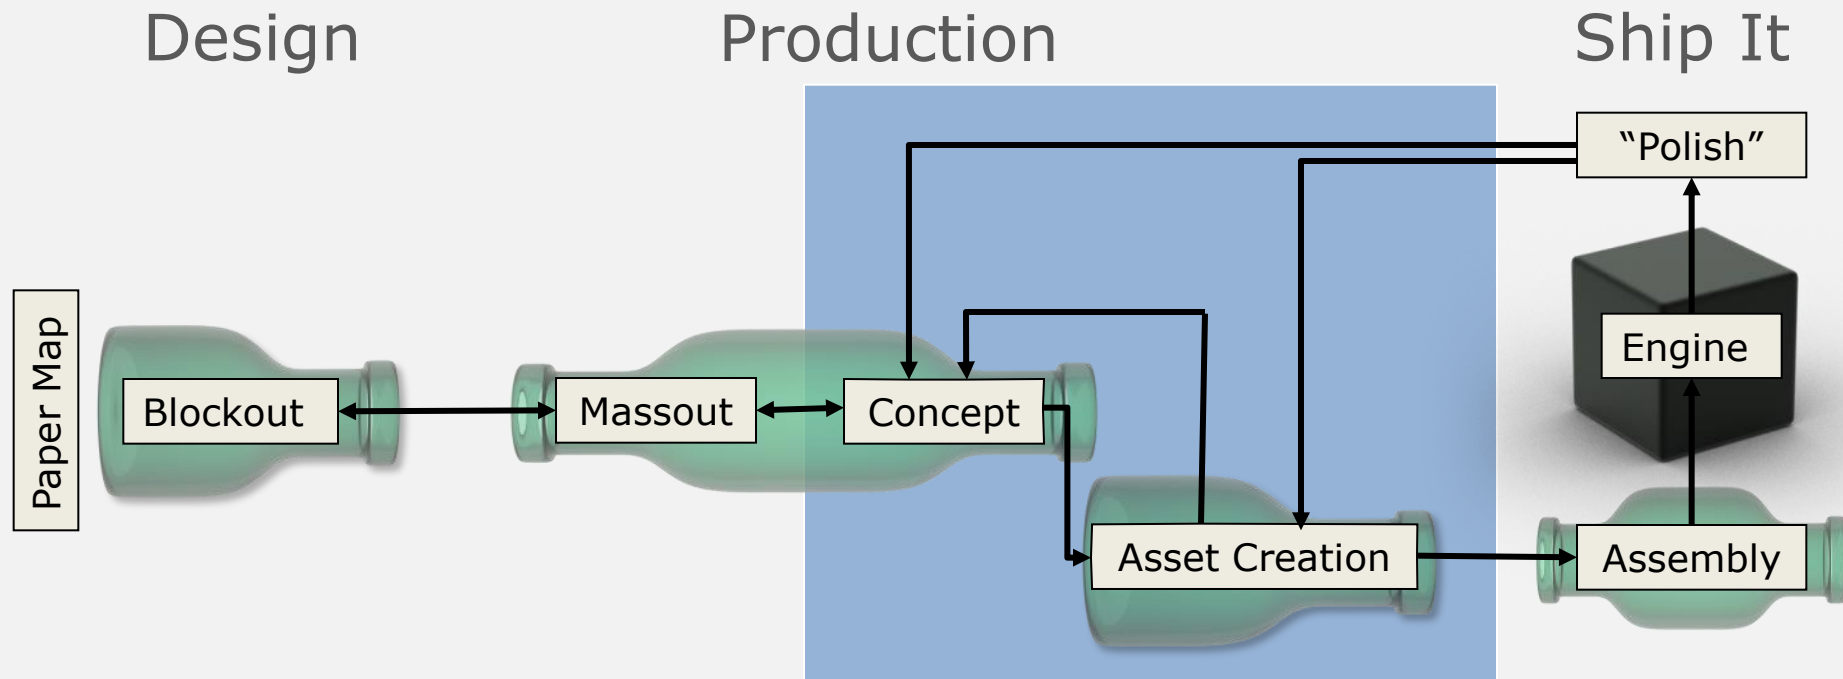 Design
Production
Ship It
“Polish”
Paper Map
Blockout
Massout
Concept
Engine
Asset Creation
Assembly